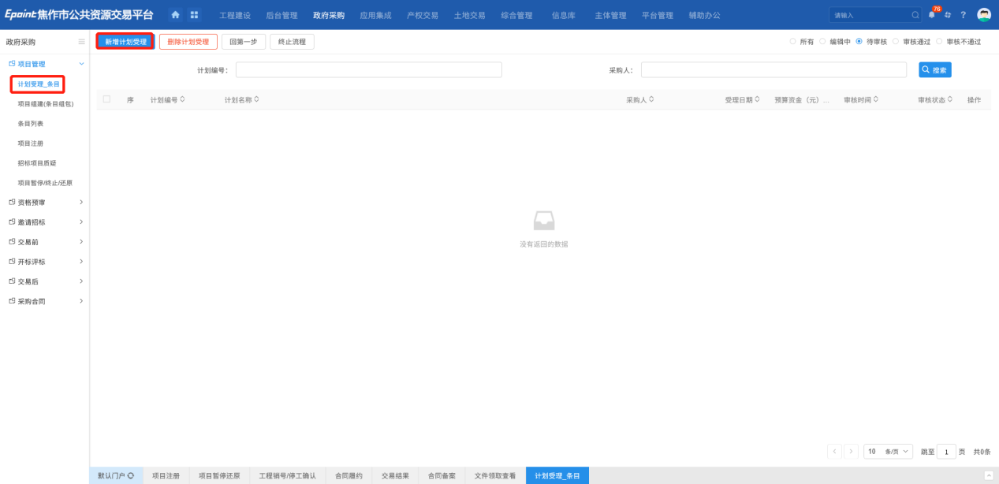 Epoint焦作市公共资源交易平台 工程建设 后台管理 政府采购 应用集成 产权交易 土地交易 综合管理 信息库 主体管理 平台管理 辅助办公 请输入 76 ?
政府采购 新增计划受理 删除计划受理 回第一步 终止流程 所有 编辑中 待审核 审核通过 审核不通过
项目管理
计划受理_条目
项目组建(条目组包)
条目列表
项目注册
招标项目质疑
项目暂停/终止/还原
资格预审
邀请招标
交易前
开标评标
交易后
采购合同
计划编号: 采购人: 搜索
序 计划编号 计划名称 采购人 受理日期 预算资金（元）... 审核时间 审核状态 操作
没有返回的数据
10 条/页 跳至 1 页 共0条
默认门户 项目注册 项目暂停还原 工程销号/停工确认 合同履约 交易结果 合同备案 文件领取查看 计划受理_条目